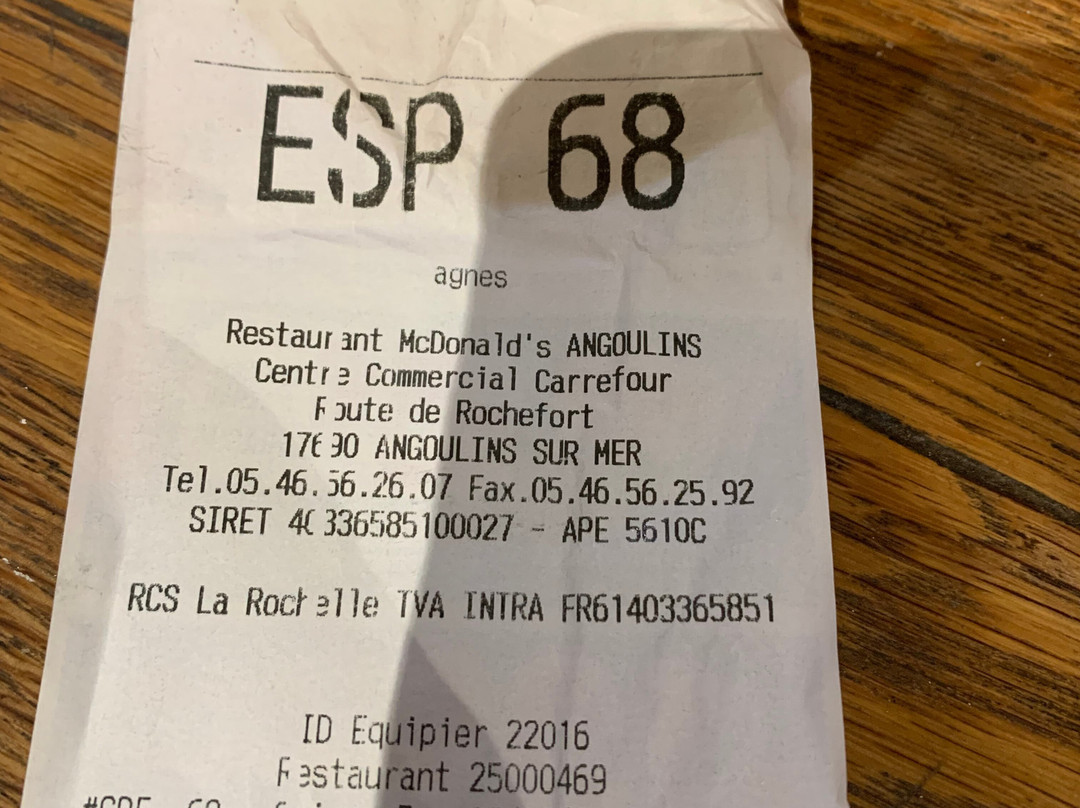 ESP 68
agnes
Restaurant McDonald's ANGOULINS
Centre Commercial Carrefour
Route de Rochefort
17690 ANGOULINS SUR MER
Tel.05.46.56.26.07 Fax.05.46.56.25.92
SIRET 40336585100027 - APE 5610C
RCS La Rochelle TVA INTRA FR61403365851
ID Equipier 22016
Restaurant 25000469